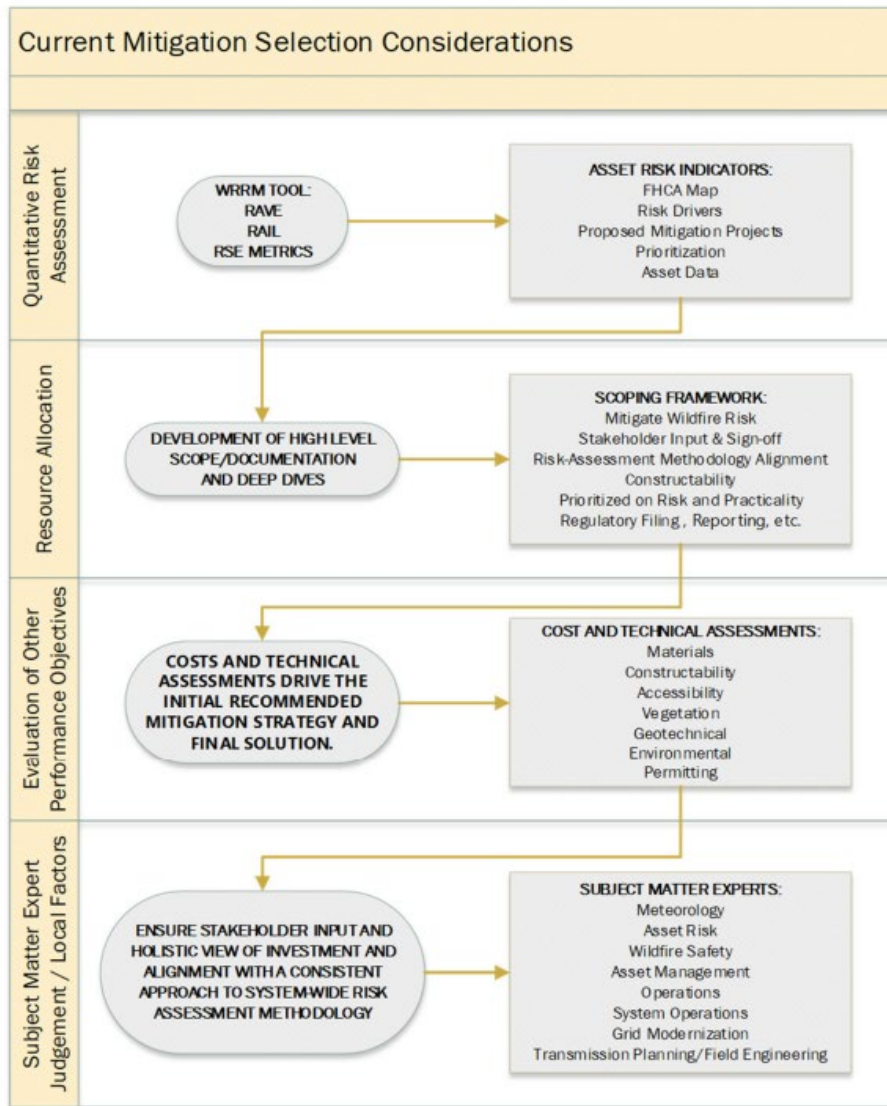 Current Mitigation Selection Considerations
Quantitative Risk
Assessment
WRRM TOOL:
RAVE
RAIL
RSE METRICS
ASSET RISK INDICATORS:
FHCA Map
Risk Drivers
Proposed Mitigation Projects
Prioritization
Asset Data
Resource Allocation
DEVELOPMENT OF HIGH LEVEL
SCOPE/DOCUMENTATION
AND DEEP DIVES
SCOPING FRAMEWORK:
Mitigate Wildfire Risk
Stakeholder Input & Sign-off
Risk-Assessment Methodology Alignment
Constructability
Prioritized on Risk and Practicality
Regulatory Filing , Reporting, etc.
Evaluation of Other
Performance Objectives
COSTS AND TECHNICAL
ASSESSMENTS DRIVE THE
INITIAL RECOMMENDED
MITIGATION STRATEGY AND
FINAL SOLUTION.
COST AND TECHNICAL ASSESSMENTS:
Materials
Constructability
Accessibility
Vegetation
Geotechnical
Environmental
Permitting
Subject Matter Expert
Judgement / Local Factors
ENSURE STAKEHOLDER INPUT AND
HOLISTIC VIEW OF INVESTMENT AND
ALIGNMENT WITH A CONSISTENT
APPROACH TO SYSTEM-WIDE RISK
ASSESSMENT METHODOLOGY
SUBJECT MATTER EXPERTS:
Meteorology
Asset Risk
Wildfire Safety
Asset Management
Operations
System Operations
Grid Modernization
Transmission Planning/Field Engineering